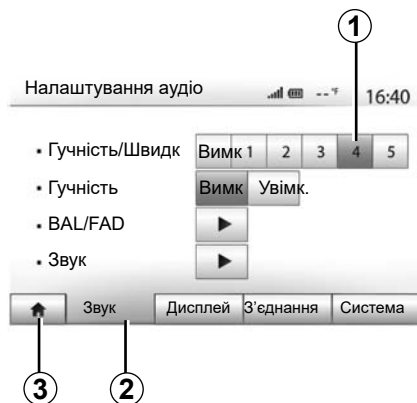 1
Налаштування аудіо --°F 16:40
Гучність/Швидк Вимк 1 2 3 4 5
Гучність Вимк Увімк.
BAL/FAD
Звук
Звук Дисплей З'єднання Система
3 2